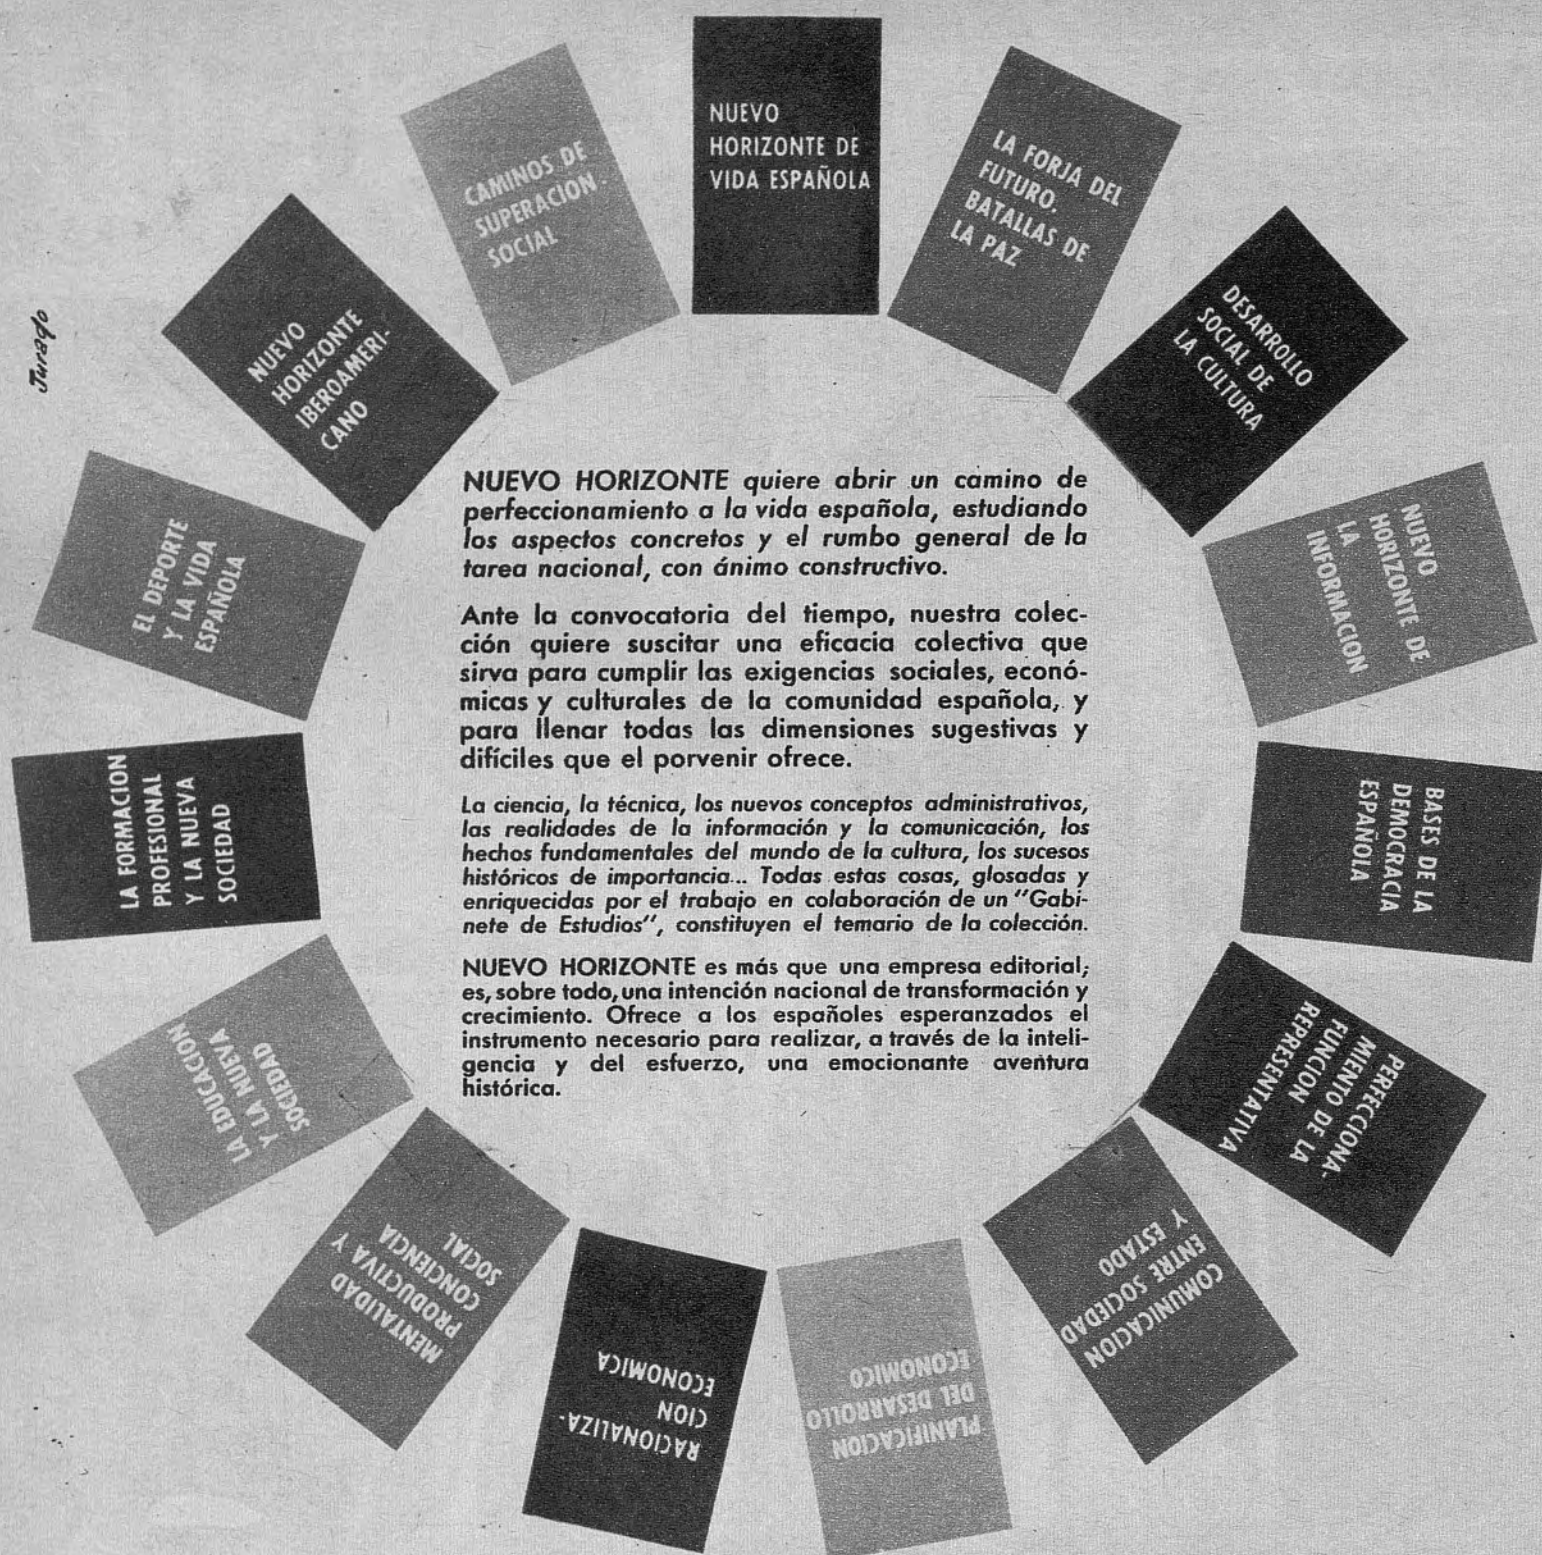 NUEVO
HORIZONTE DE
VIDA ESPAÑOLA
LA FORJA DEL
FUTURO.
BATALLAS DE
LA PAZ
DESARROLLO
SOCIAL DE
LA CULTURA
NUEVO
HORIZONTE DE
LA
INFORMACION
BASES DE LA
DEMOCRACIA
ESPAÑOLA
PERFECCIONA-
MIENTO DE LA
FUNCION
REPRESENTATIVA
COMUNICACION
ENTRE SOCIEDAD
Y ESTADO
PLANIFICACION
DEL DESARROLLO
ECONOMICO
RACIONALIZA-
CION
ECONOMICA
MENTALIDAD
PRODUCTIVA Y
CONCIENCIA
SOCIAL
LA EDUCACION
Y LA NUEVA
SOCIEDAD
LA FORMACION
PROFESIONAL
Y LA NUEVA
SOCIEDAD
EL DEPORTE
Y LA VIDA
ESPAÑOLA
NUEVO
HORIZONTE
IBEROAMERI-
CANO
CAMINOS DE
SUPERACION
SOCIAL
Jurado
NUEVO HORIZONTE quiere abrir un camino de
perfeccionamiento a la vida española, estudiando
los aspectos concretos y el rumbo general de la
tarea nacional, con ánimo constructivo.
Ante la convocatoria del tiempo, nuestra colec-
ción quiere suscitar una eficacia colectiva que
sirva para cumplir las exigencias sociales, econó-
micas y culturales de la comunidad española, y
para llenar todas las dimensiones sugestivas y
difíciles que el porvenir ofrece.
La ciencia, la técnica, los nuevos conceptos administrativos,
las realidades de la información y la comunicación, los
hechos fundamentales del mundo de la cultura, los sucesos
históricos de importancia... Todas estas cosas, glosadas y
enriquecidas por el trabajo en colaboración de un "Gabi-
nete de Estudios", constituyen el temario de la colección.
NUEVO HORIZONTE es más que una empresa editorial;
es, sobre todo, una intención nacional de transformación y
crecimiento. Ofrece a los españoles esperanzados el
instrumento necesario para realizar, a través de la inteli-
gencia y del esfuerzo, una emocionante aventura
histórica.